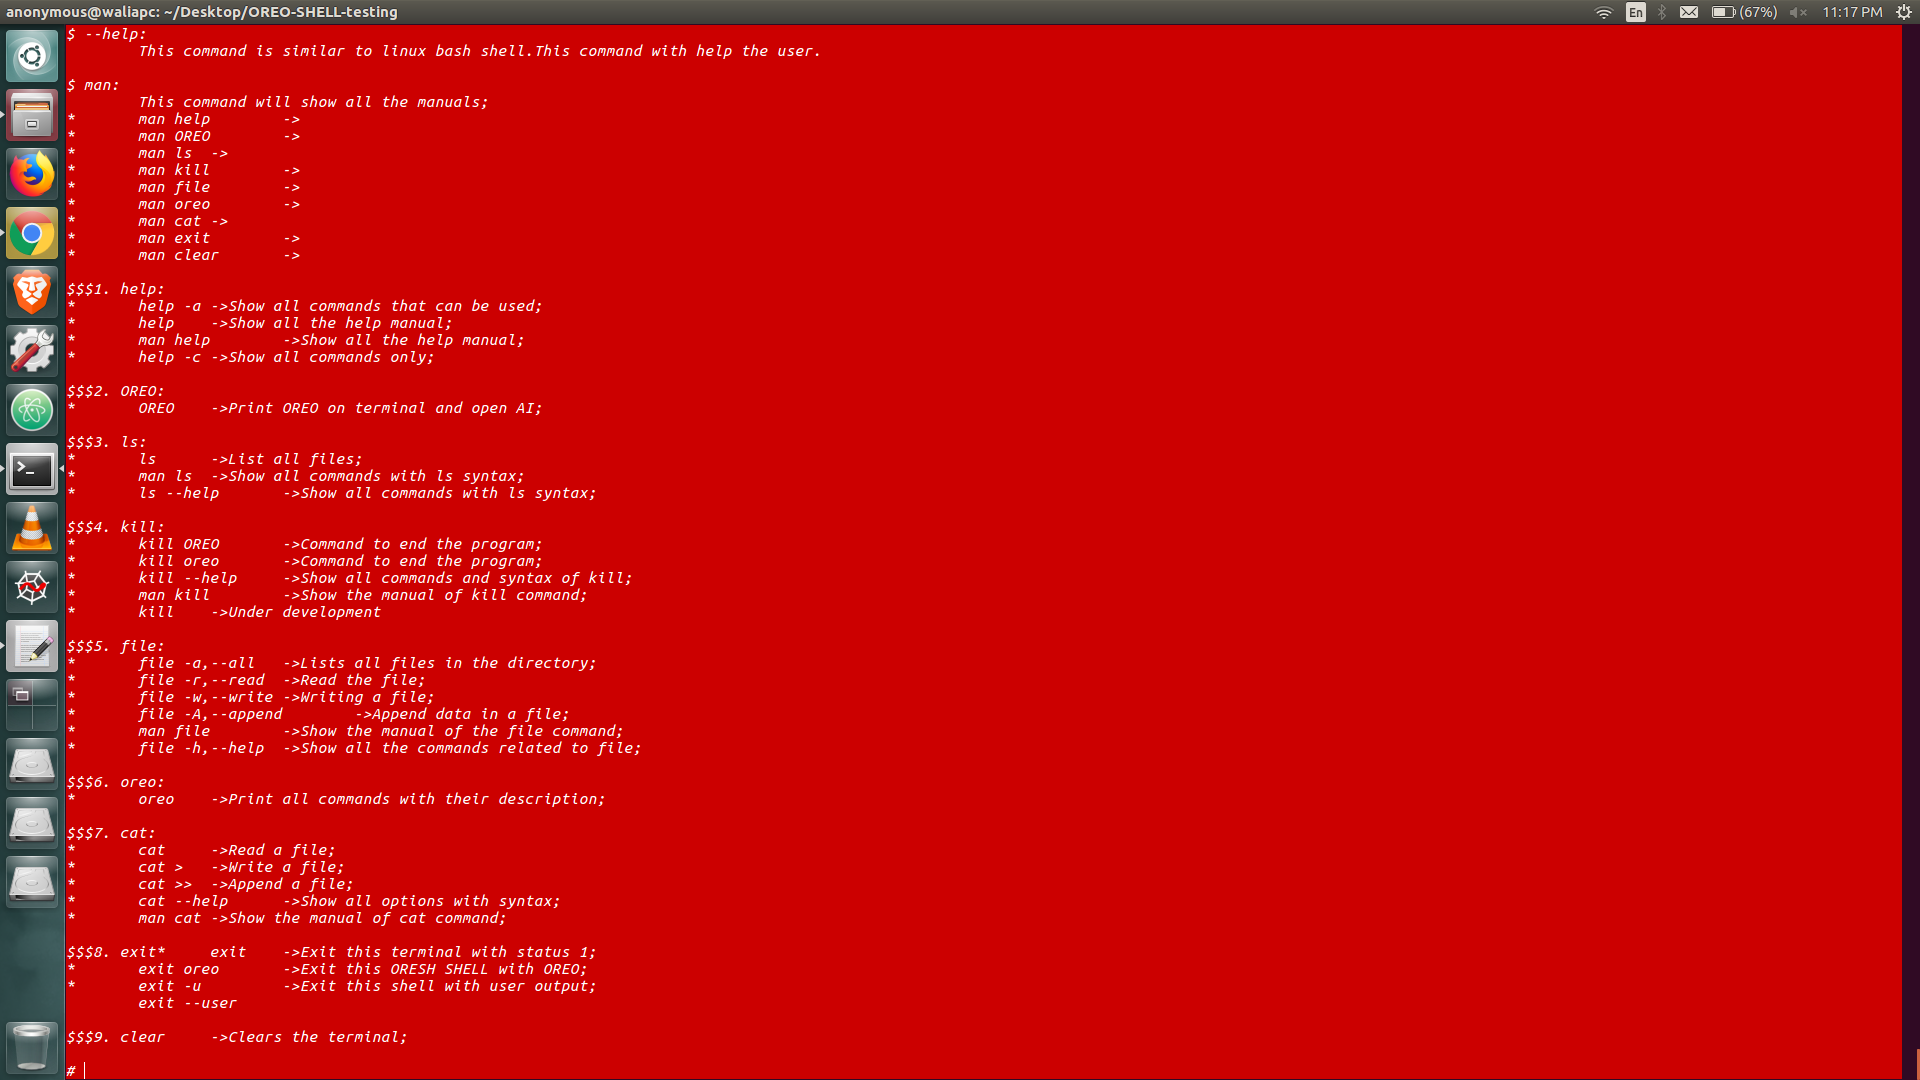 anonymous@waliapc: ~/Desktop/OREO-SHELL-testing
En
(67%)
11:17 PM
$ --help:
This command is similar to linux bash shell.This command with help the user.
$ man:
This command will show all the manuals;
* man help ->
* man OREO ->
* man ls ->
* man kill ->
* man file ->
* man oreo ->
* man cat ->
* man exit ->
* man clear ->
$$$1. help:
* help -a ->Show all commands that can be used;
* help ->Show all the help manual;
* man help ->Show all the help manual;
* help -c ->Show all commands only;
$$$2. OREO:
* OREO ->Print OREO on terminal and open AI;
$$$3. ls:
* ls ->List all files;
* man ls ->Show all commands with ls syntax;
* ls --help ->Show all commands with ls syntax;
$$$4. kill:
* kill OREO ->Command to end the program;
* kill oreo ->Command to end the program;
* kill --help ->Show all commands and syntax of kill;
* man kill ->Show the manual of kill command;
* kill ->Under development
$$$5. file:
* file -a,--all ->Lists all files in the directory;
* file -r,--read ->Read the file;
* file -w,--write ->Writing a file;
* file -A,--append ->Append data in a file;
* man file ->Show the manual of the file command;
* file -h,--help ->Show all the commands related to file;
$$$6. oreo:
* oreo ->Print all commands with their description;
$$$7. cat:
* cat ->Read a file;
* cat > ->Write a file;
* cat >> ->Append a file;
* cat --help ->Show all options with syntax;
* man cat ->Show the manual of cat command;
$$$8. exit* exit ->Exit this terminal with status 1;
* exit oreo ->Exit this ORESH SHELL with OREO;
* exit -u ->Exit this shell with user output;
exit --user
$$$9. clear ->Clears the terminal;
#